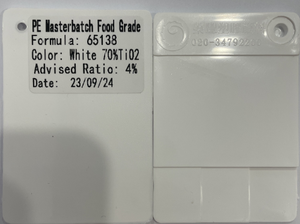 PE Masterbatch Food Grade
Formula: 65138
Color: White 70%TiO2
Advised Ratio: 4%
Date: 23/09/24